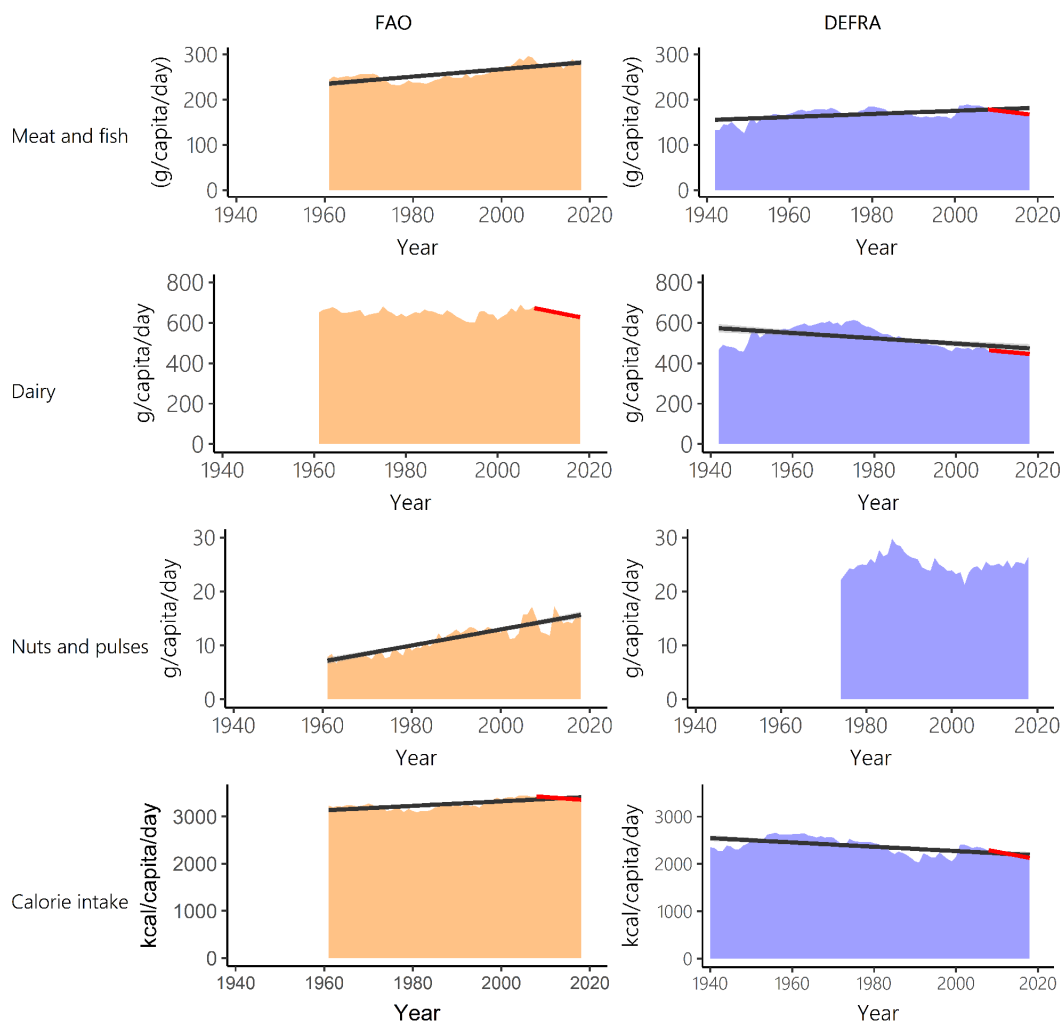 FAO
DEFRA
Meat and fish
(g/capita/day)
300
200
100
0
1940 1960 1980 2000 2020
Year
(g/capita/day)
300
200
100
0
1940 1960 1980 2000 2020
Year
Dairy
g/capita/day
800
600
400
200
0
1940 1960 1980 2000 2020
Year
g/capita/day
800
600
400
200
0
1940 1960 1980 2000 2020
Year
Nuts and pulses
g/capita/day
30
20
10
0
1940 1960 1980 2000 2020
Year
g/capita/day
30
20
10
0
1940 1960 1980 2000 2020
Year
Calorie intake
kcal/capita/day
3000
2000
1000
0
1940 1960 1980 2000 2020
Year
kcal/capita/day
3000
2000
1000
0
1940 1960 1980 2000 2020
Year